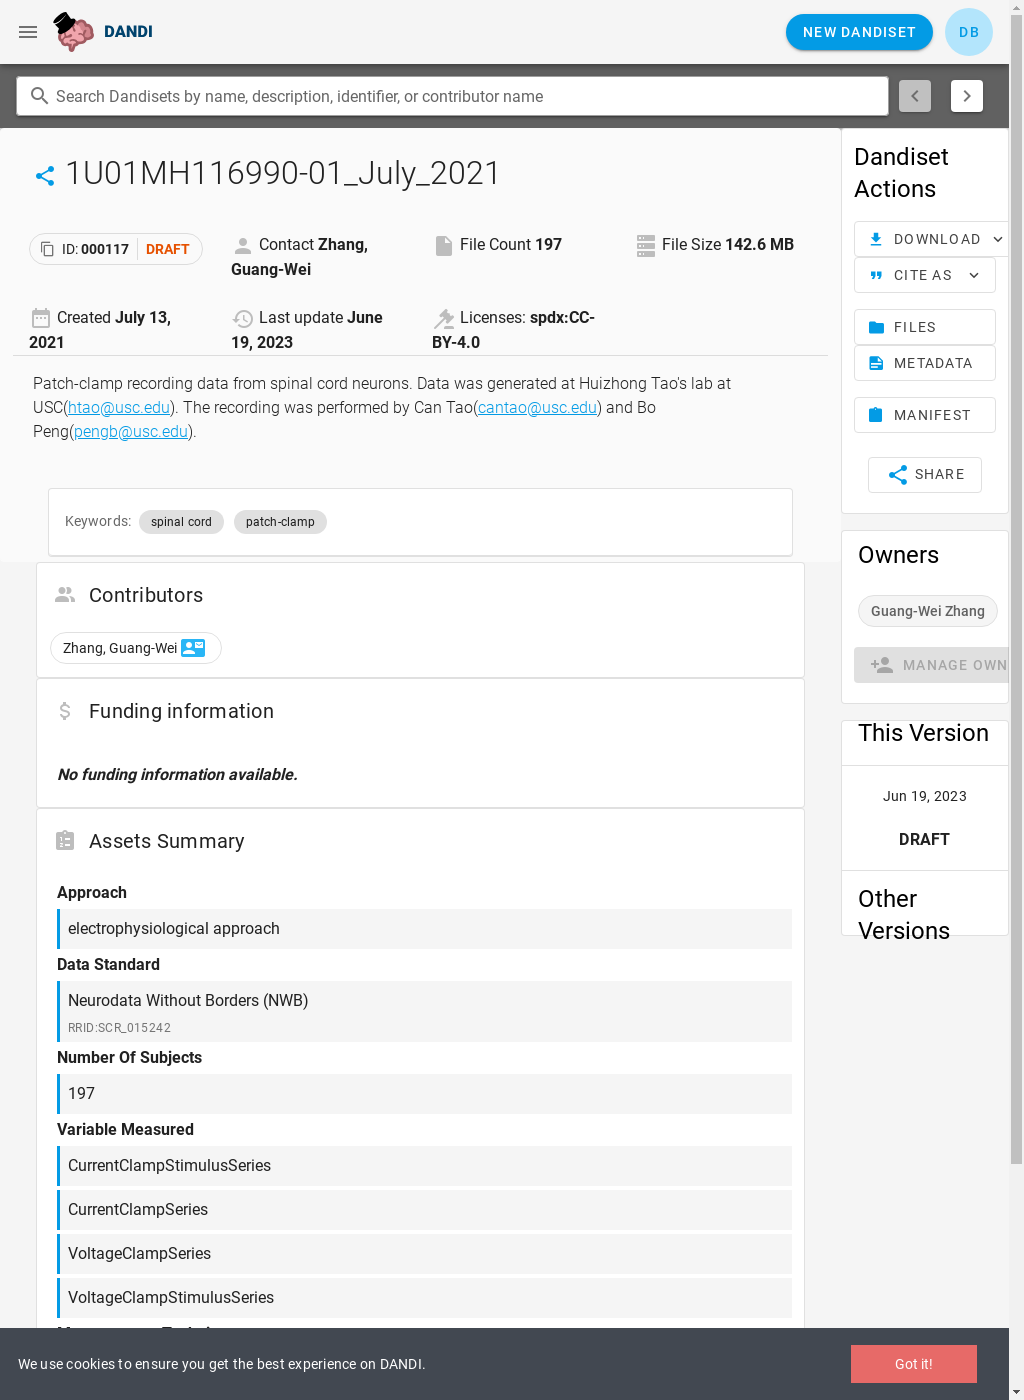 DANDI
NEW DANDISET
DB
Search Dandisets by name, description, identifier, or contributor name
1U01MH116990-01_July_2021
ID: 000117 DRAFT
Contact Zhang,
Guang-Wei
File Count 197
File Size 142.6 MB
Created July 13,
2021
Last update June
19, 2023
Licenses: spdx:CC-
BY-4.0
Patch-clamp recording data from spinal cord neurons. Data was generated at Huizhong Tao's lab at
USC(htao@usc.edu). The recording was performed by Can Tao(cantao@usc.edu) and Bo
Peng(pengb@usc.edu).
Keywords: spinal cord patch-clamp
Contributors
Zhang, Guang-Wei
Funding information
No funding information available.
Assets Summary
Approach
electrophysiological approach
Data Standard
Neurodata Without Borders (NWB)
RRID:SCR_015242
Number Of Subjects
197
Variable Measured
CurrentClampStimulusSeries
CurrentClampSeries
VoltageClampSeries
VoltageClampStimulusSeries
Dandiset
Actions
DOWNLOAD
CITE AS
FILES
METADATA
MANIFEST
SHARE
Owners
Guang-Wei Zhang
MANAGE OWN
This Version
Jun 19, 2023
DRAFT
Other
Versions
We use cookies to ensure you get the best experience on DANDI.
Got it!